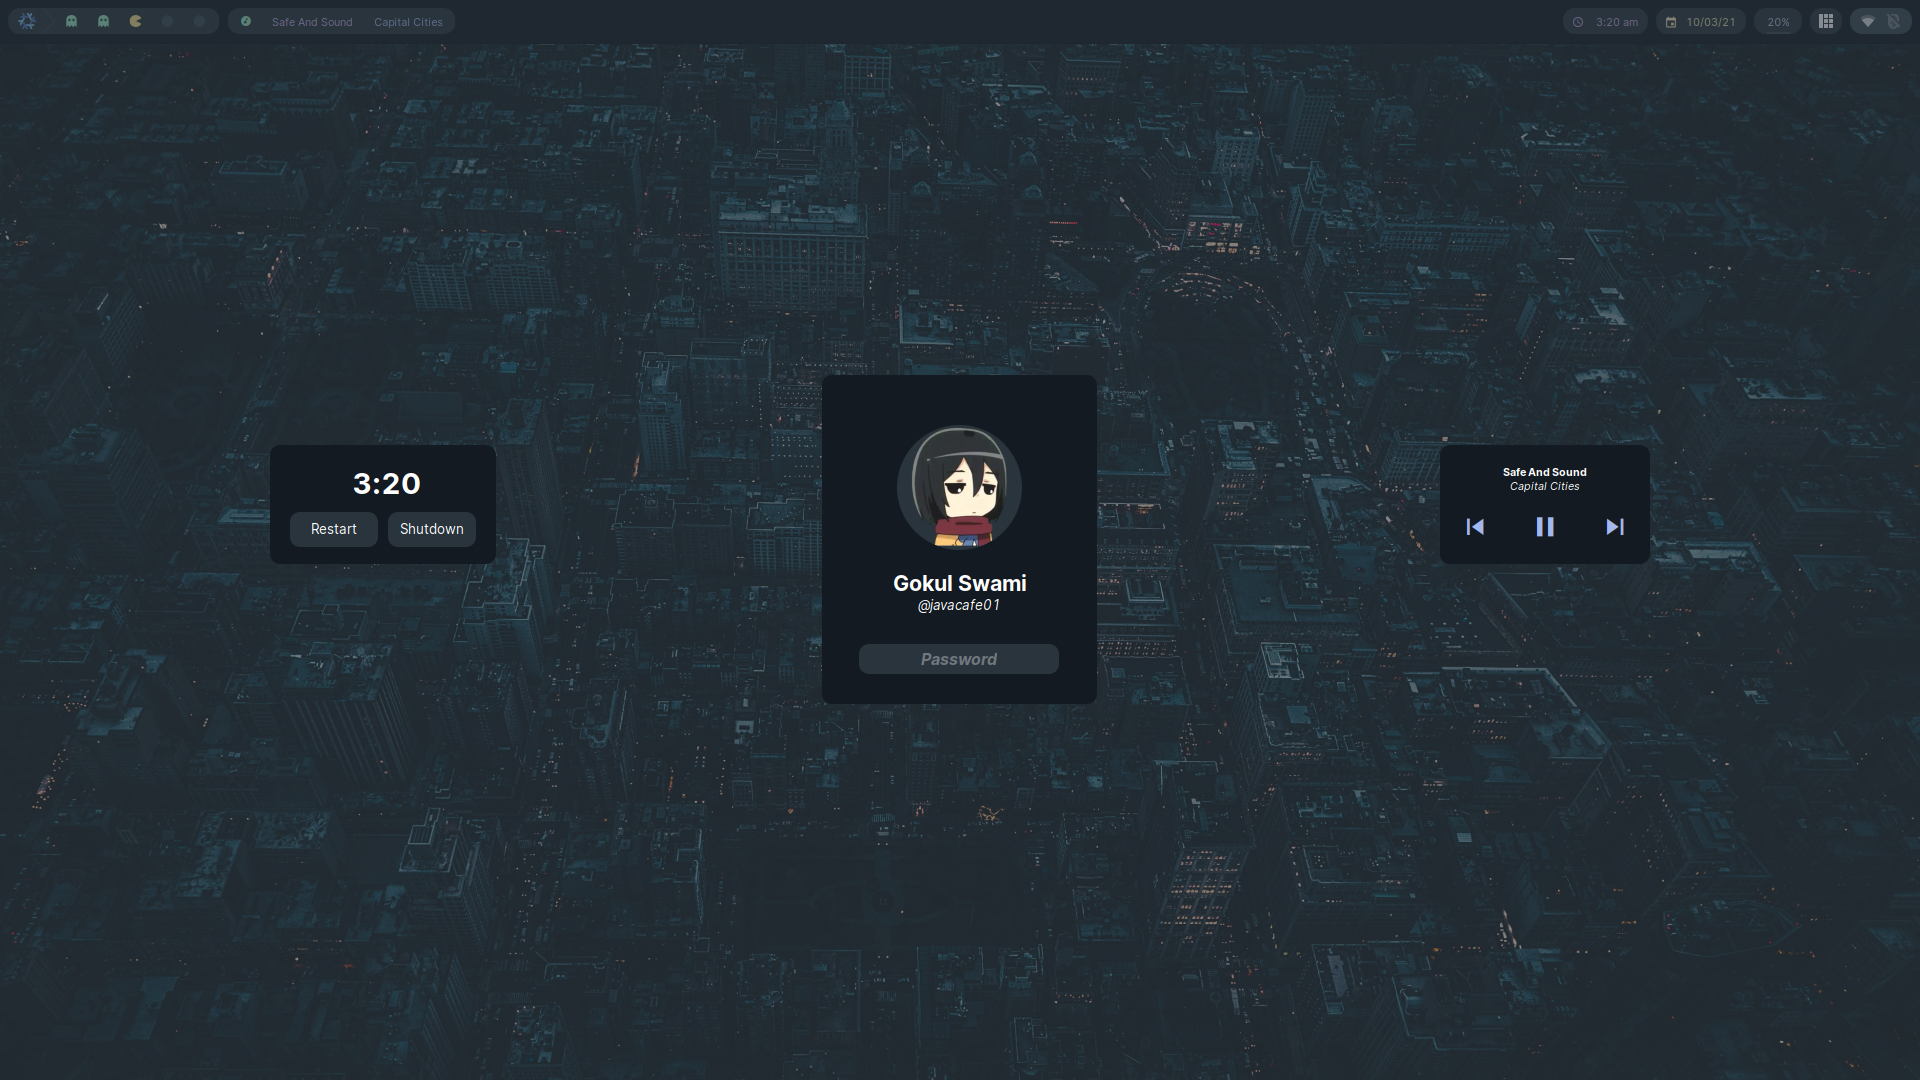 Safe And Sound Capital Cities
3:20 am
10/03/21
20%
3:20
Restart
Shutdown
Gokul Swami
@javacafe01
Password
Safe And Sound
Capital Cities